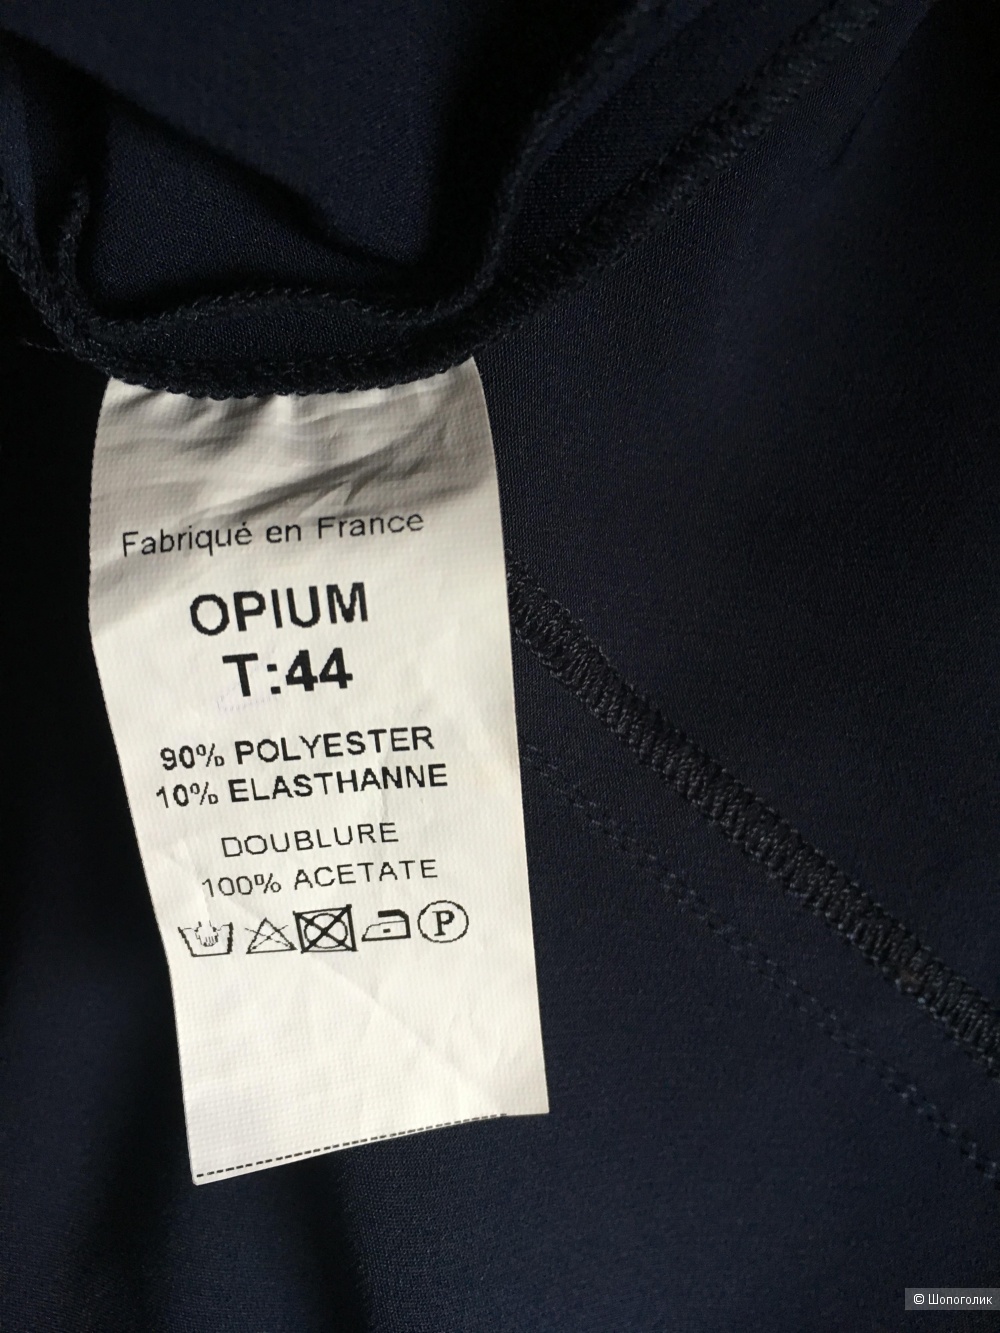 Fabriqué en France
OPIUM
T:44
90% POLYESTER
10% ELASTHANNE
DOUBLURE
100% ACETATE
P
© Шопоголик